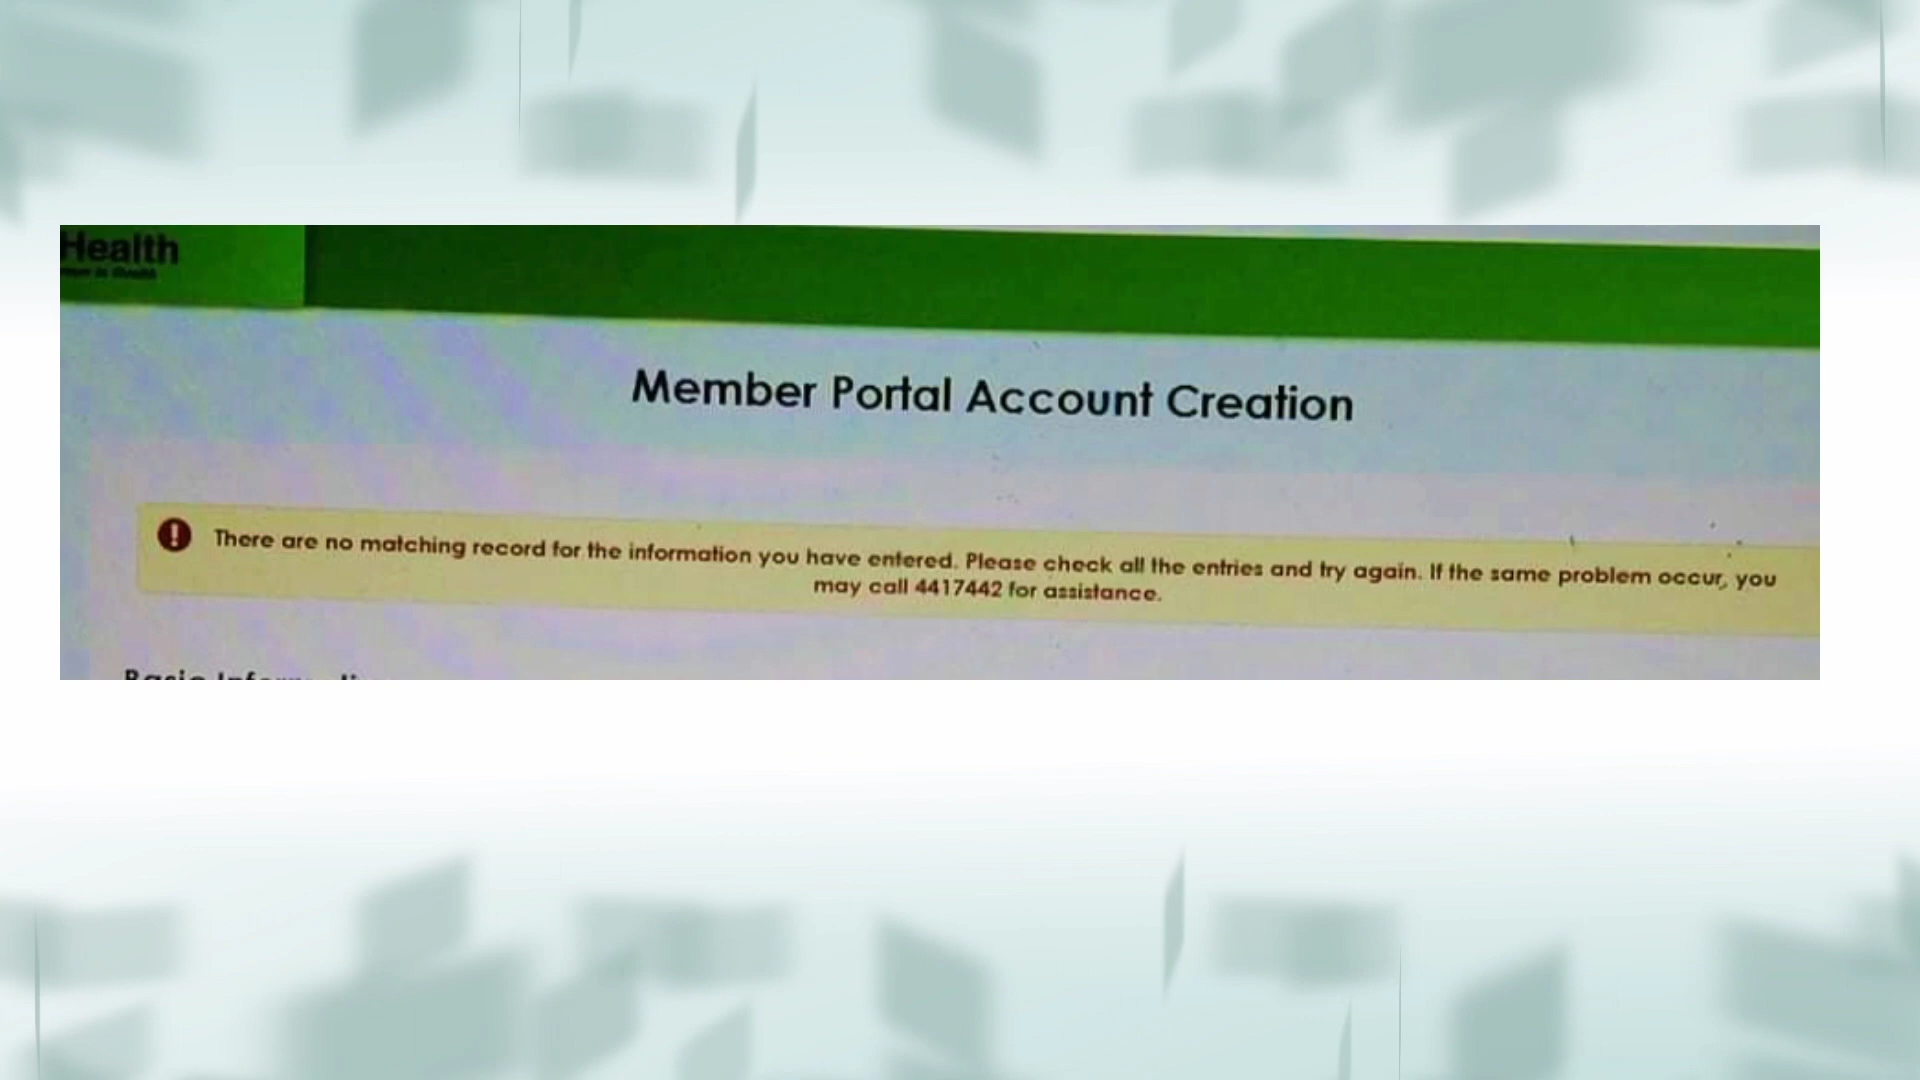 Health
Member Portal Account Creation
There are no matching record for the information you have entered. Please check all the entries and try again. If the same problem occur, you
may call 4417442 for assistance.